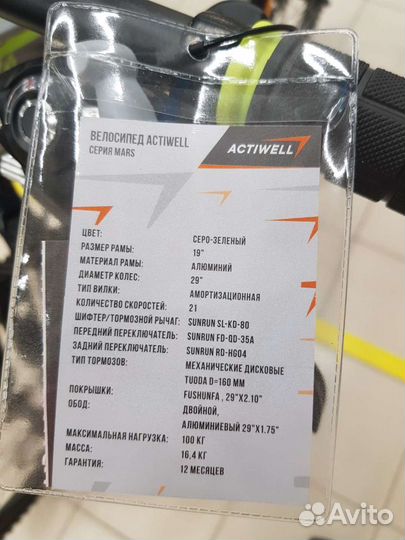 ВЕЛОСИПЕД ACTIWELL
СЕРИЯ MARS
ACTIWELL
ЦВЕТ: СЕРО-ЗЕЛЕНЫЙ
РАЗМЕР РАМЫ: 19"
МАТЕРИАЛ РАМЫ: АЛЮМИНИЙ
ДИАМЕТР КОЛЕС: 29"
ТИП ВИЛКИ: АМОРТИЗАЦИОННАЯ
КОЛИЧЕСТВО СКОРОСТЕЙ: 21
ШИФТЕР/ТОРМОЗНОЙ РЫЧАГ: SUNRUN SL-KD-80
ПЕРЕДНИЙ ПЕРЕКЛЮЧАТЕЛЬ: SUNRUN FD-QD-35A
ЗАДНИЙ ПЕРЕКЛЮЧАТЕЛЬ: SUNRUN RD-HG04
ТИП ТОРМОЗОВ: МЕХАНИЧЕСКИЕ ДИСКОВЫЕ
TUODA D=160 ММ
ПОКРЫШКИ: FUSHUNFA , 29"X2.10"
ОБОД: ДВОЙНОЙ,
АЛЮМИНИЕВЫЙ 29"X1.75"
МАКСИМАЛЬНАЯ НАГРУЗКА: 100 КГ
МАССА: 16,4 КГ
ГАРАНТИЯ: 12 МЕСЯЦЕВ
Avito